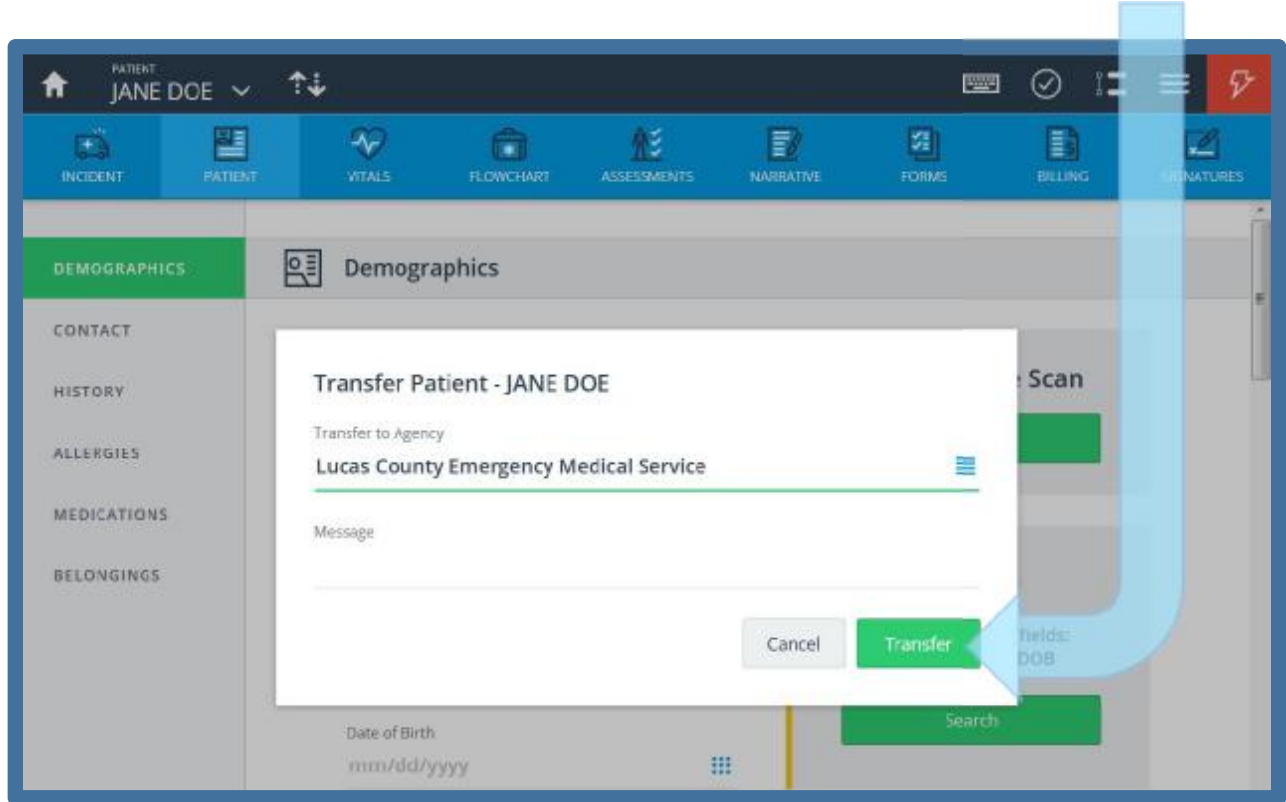 PATIENT
JANE DOE
INCIDENT PATIENT VITALS FLOWCHART ASSESSMENTS NARRATIVE FORMS BILLING
DEMOGRAPHICS
Demographics
CONTACT
HISTORY
ALLERGIES
MEDICATIONS
BELONGINGS
Scan
Transfer Patient - JANE DOE
Transfer to Agency
Lucas County Emergency Medical Service
Message
Cancel Transfer
fields:
DOB
Search
Date of Birth
mm/dd/yyyy